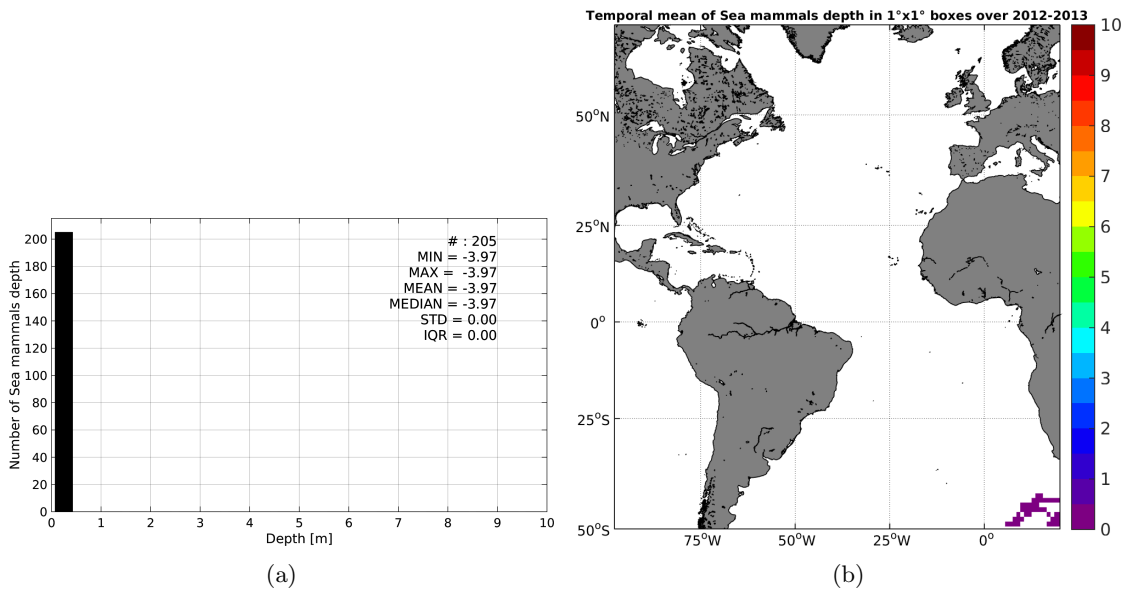 Number of Sea mammals depth
200
180
160
140
120
100
80
60
40
20
0
# : 205
MIN = -3.97
MAX = -3.97
MEAN = -3.97
MEDIAN = -3.97
STD = 0.00
IQR = 0.00
0 1 2 3 4 5 6 7 8 9 10
Depth [m]
(a)
Temporal mean of Sea mammals depth in 1°x1° boxes over 2012-2013
50°N
25°N
0°
25°S
50°S
75°W 50°W 25°W 0°
10
9
8
7
6
5
4
3
2
1
0
(b)